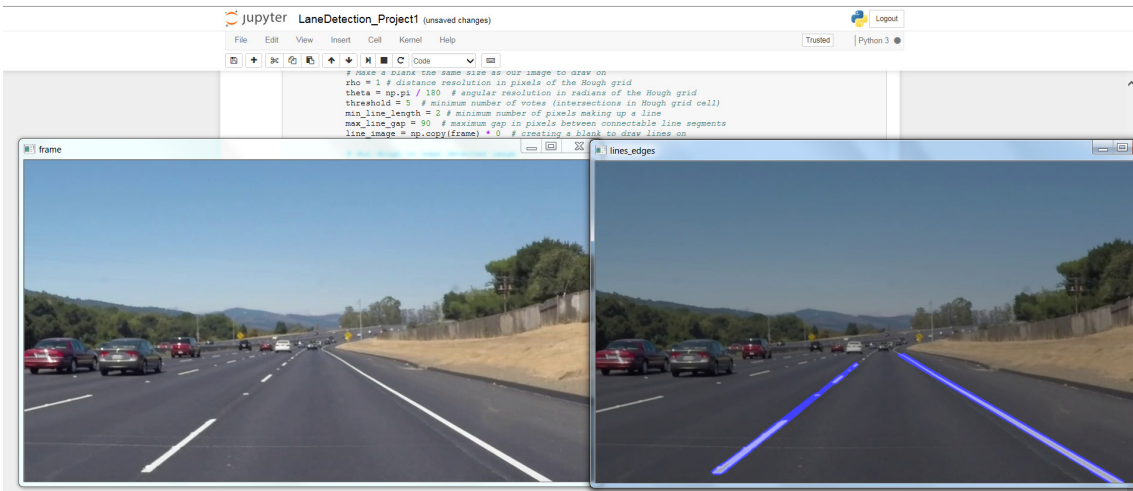 jupyter LaneDetection_Project1 (unsaved changes)
Logout
File Edit View Insert Cell Kernel Help
Trusted Python 3
Code
# Make a blank the same size as our image to draw on
rho = 1 # distance resolution in pixels of the Hough grid
theta = np.pi / 180 # angular resolution in radians of the Hough grid
threshold = 5 # minimum number of votes (intersections in Hough grid cell)
min_line_length = 2 # minimum number of pixels making up a line
max_line_gap = 90 # maximum gap in pixels between connectable line segments
line_image = np.copy(frame) * 0 # creating a blank to draw lines on
frame
lines_edges